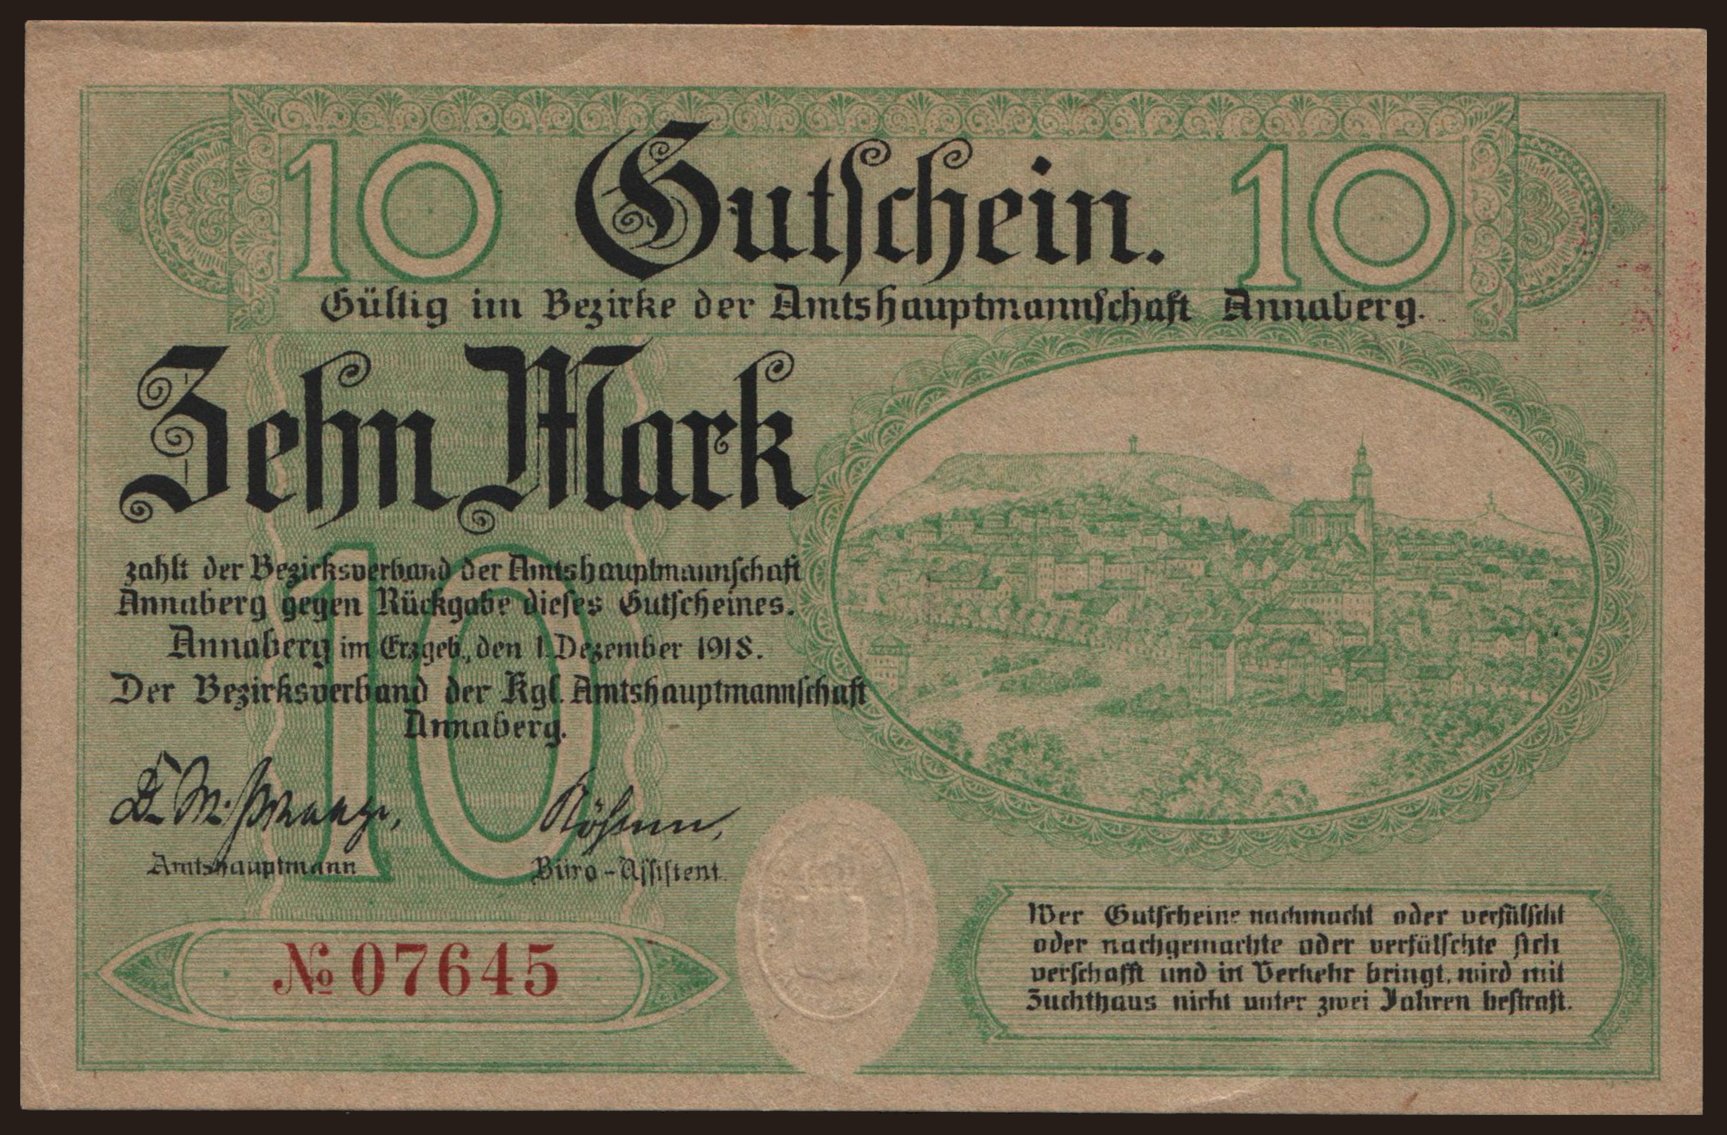 10 Gutschein. 10
Gültig im Bezirke der Amtshauptmannschaft Annaberg.
Zehn Mark
zahlt der Bezirksverband der Amtshauptmannschaft
Annaberg gegen Rückgabe dieses Gutscheines.
Annaberg im Erzgeb., den 1. Dezember 1918.
Der Bezirksverband der Kgl. Amtshauptmannschaft
Annaberg.
10
Amtshauptmann
Büro-Assistent.
№ 07645
Wer Gutscheine nachmacht oder verfälscht
oder nachgemachte oder verfälschte sich
verschafft und in Verkehr bringt, wird mit
Zuchthaus nicht unter zwei Jahren bestraft.